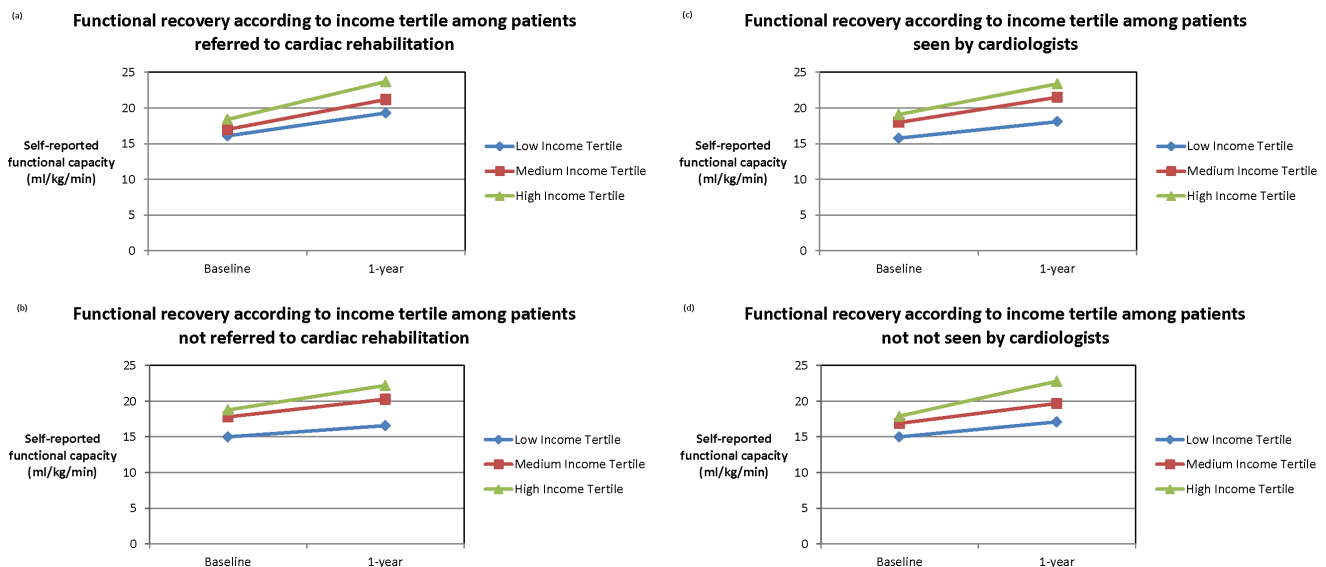 (a)
Functional recovery according to income tertile among patients
referred to cardiac rehabilitation
25
20
15
10
5
0
Self-reported
functional capacity
(ml/kg/min)
Baseline
1-year
Low Income Tertile
Medium Income Tertile
High Income Tertile
(c)
Functional recovery according to income tertile among patients
seen by cardiologists
25
20
15
10
5
0
Self-reported
functional capacity
(ml/kg/min)
Baseline
1-year
Low Income Tertile
Medium Income Tertile
High Income Tertile
(b)
Functional recovery according to income tertile among patients
not referred to cardiac rehabilitation
25
20
15
10
5
0
Self-reported
functional capacity
(ml/kg/min)
Baseline
1-year
Low Income Tertile
Medium Income Tertile
High Income Tertile
(d)
Functional recovery according to income tertile among patients
not not seen by cardiologists
25
20
15
10
5
0
Self-reported
functional capacity
(ml/kg/min)
Baseline
1-year
Low Income Tertile
Medium Income Tertile
High Income Tertile